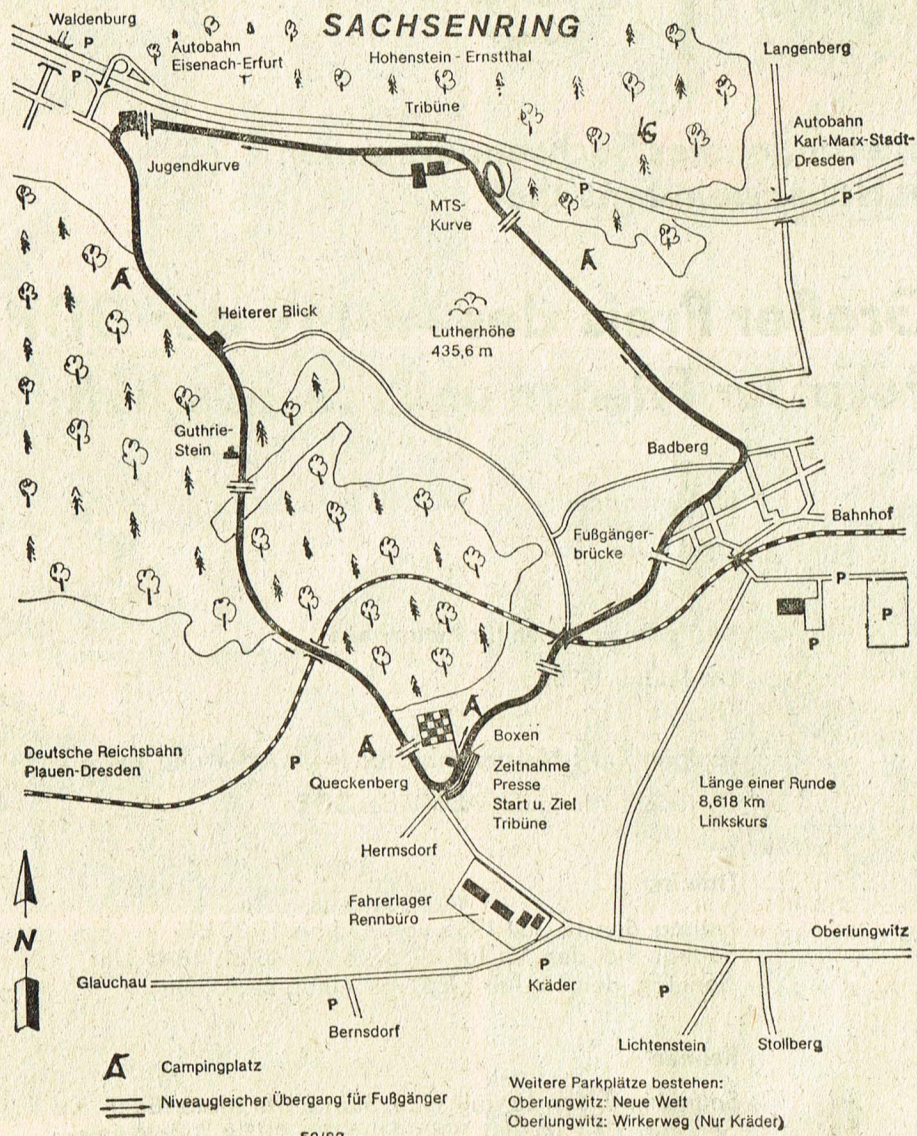 SACHSENRING
Hohenstein - Ernstthal
Waldenburg
P
Autobahn
Eisenach-Erfurt
P
Langenberg
Tribüne
Autobahn
Karl-Marx-Stadt-
Dresden
Jugendkurve
P
P
MTS-
Kurve
Heiterer Blick
Lutherhöhe
435,6 m
Guthrie-
Stein
Badberg
Bahnhof
Fußgänger-
brücke
P
P
P
Deutsche Reichsbahn
Plauen-Dresden
P
Queckenberg
Boxen
Zeitnahme
Presse
Start u. Ziel
Tribüne
Länge einer Runde
8,618 km
Linkskurs
Hermsdorf
Fahrerlager
Rennbüro
N
Oberlungwitz
Glauchau
P
Kräder
P
P
Bernsdorf
Lichtenstein
Stollberg
Campingplatz
Niveaugleicher Übergang für Fußgänger
Weitere Parkplätze bestehen:
Oberlungwitz: Neue Welt
Oberlungwitz: Wirkerweg (Nur Kräder)